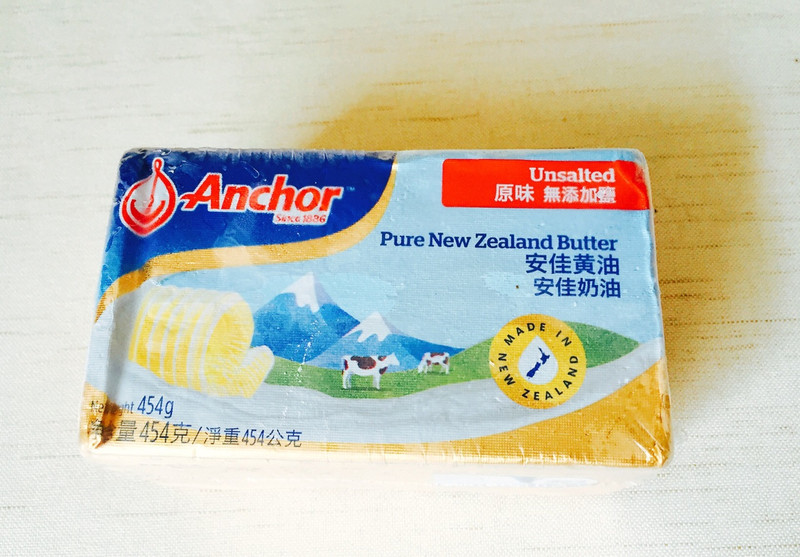 Anchor
Since 1886
Unsalted
原味 無添加鹽
Pure New Zealand Butter
安佳黄油
安佳奶油
MADE IN NEW ZEALAND
454g
量 454克/淨重454公克